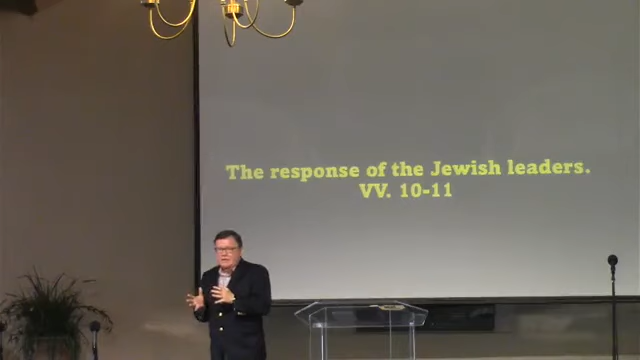 The response of the Jewish leaders.
VV. 10-11